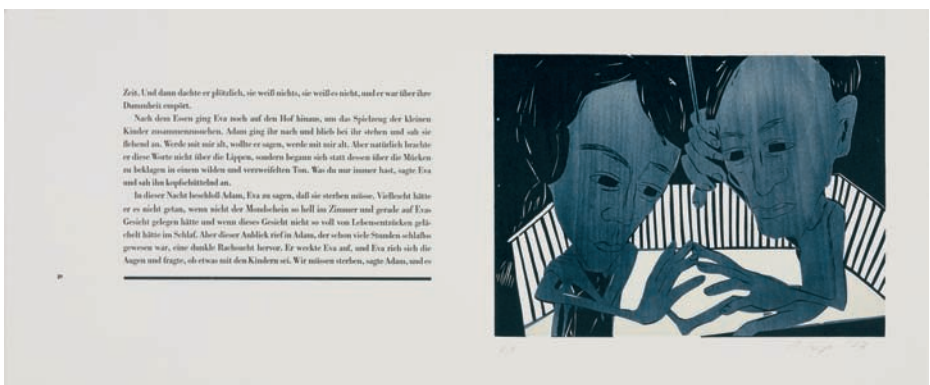 Zeit. Und dann dachte er plötzlich, sie weiß nichts, sie weiß es nicht, und er war über ihre
Dummheit empört.
Nach dem Essen ging Eva noch auf den Hof hinaus, um das Spielzeug der kleinen
Kinder zusammenzusuchen. Adam ging ihr nach und blieb bei ihr stehen und sah sie
flehend an. Werde mit mir alt, wollte er sagen, werde mit mir alt. Aber natürlich brachte
er diese Worte nicht über die Lippen, sondern begann sich statt dessen über die Mücken
zu beklagen in einem wilden und verzweifelten Ton. Was du nur immer hast, sagte Eva
und sah ihn kopfschüttelnd an.
In dieser Nacht beschloß Adam, Eva zu sagen, daß sie sterben müsse. Vielleicht hätte
er es nicht getan, wenn nicht der Mondschein so hell im Zimmer und gerade auf Evas
Gesicht gelegen hätte und wenn dieses Gesicht nicht so voll von Lebensentzücken gelä-
chelt hätte im Schlaf. Aber dieser Anblick rief in Adam, der schon viele Stunden schlaflos
gewesen war, eine dunkle Rachsucht hervor. Er weckte Eva auf, und Eva rieb sich die
Augen und fragte, ob etwas mit den Kindern sei. Wir müssen sterben, sagte Adam, und es